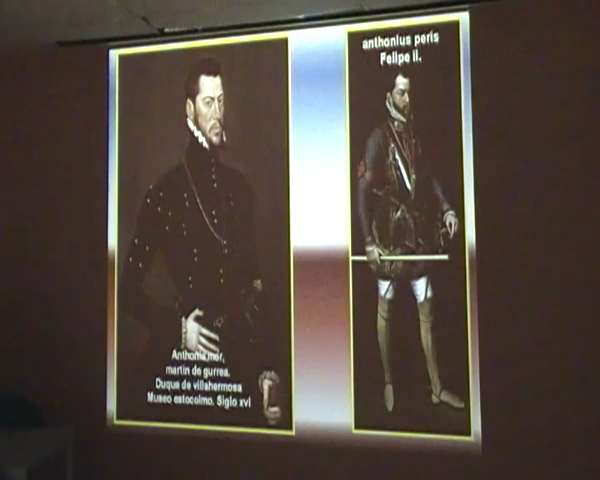 Anthonis mor,
martin de gurrea.
Duque de villahermosa
Museo estocolmo. Siglo xvi
anthonius peris
Felipe II.